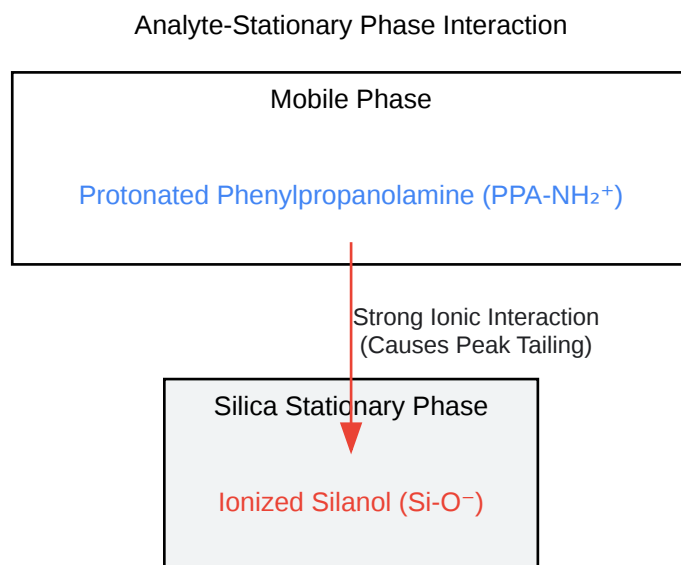 Analyte-Stationary Phase Interaction
Mobile Phase
Protonated Phenylpropanolamine (PPA-NH₂⁺)
Strong Ionic Interaction
(Causes Peak Tailing)
Silica Stationary Phase
Ionized Silanol (Si-O⁻)